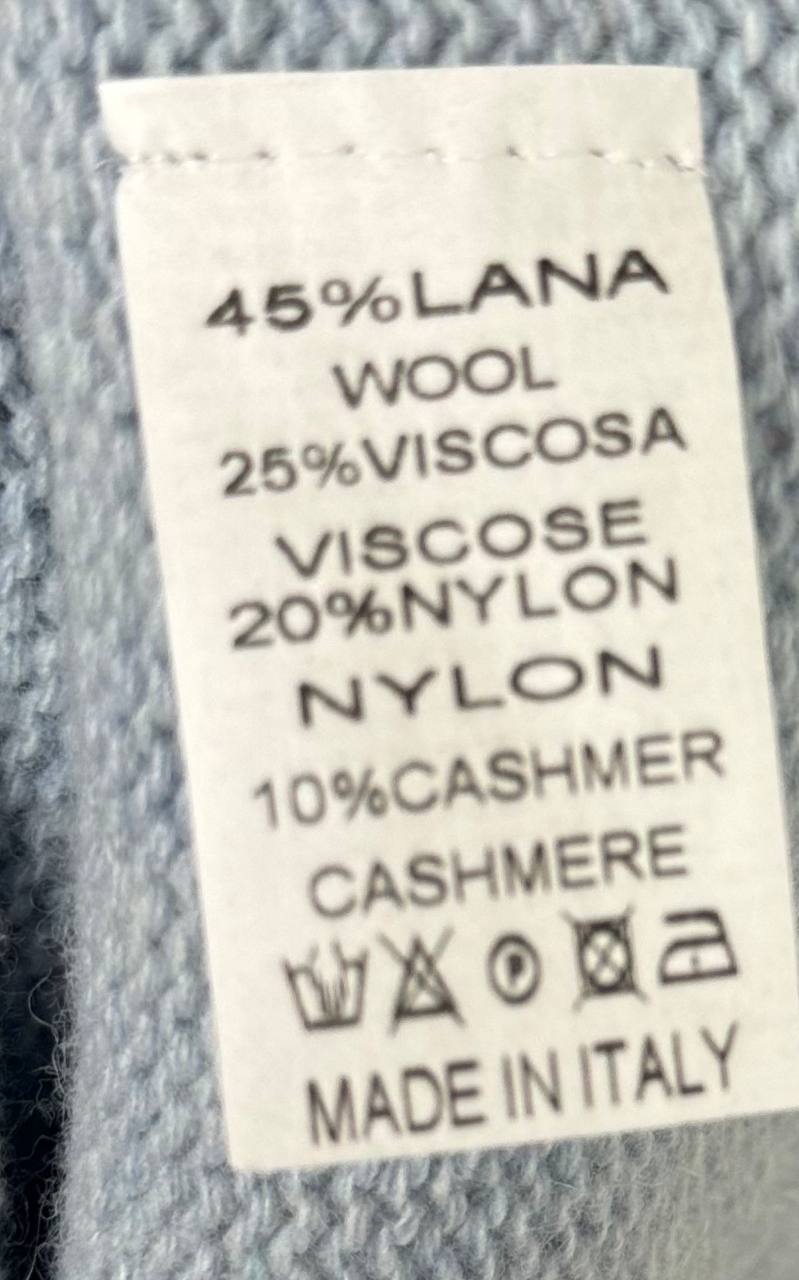 45%LANA
WOOL
25%VISCOSA
VISCOSE
20%NYLON
NYLON
10%CASHMER
CASHMERE
P
MADE IN ITALY